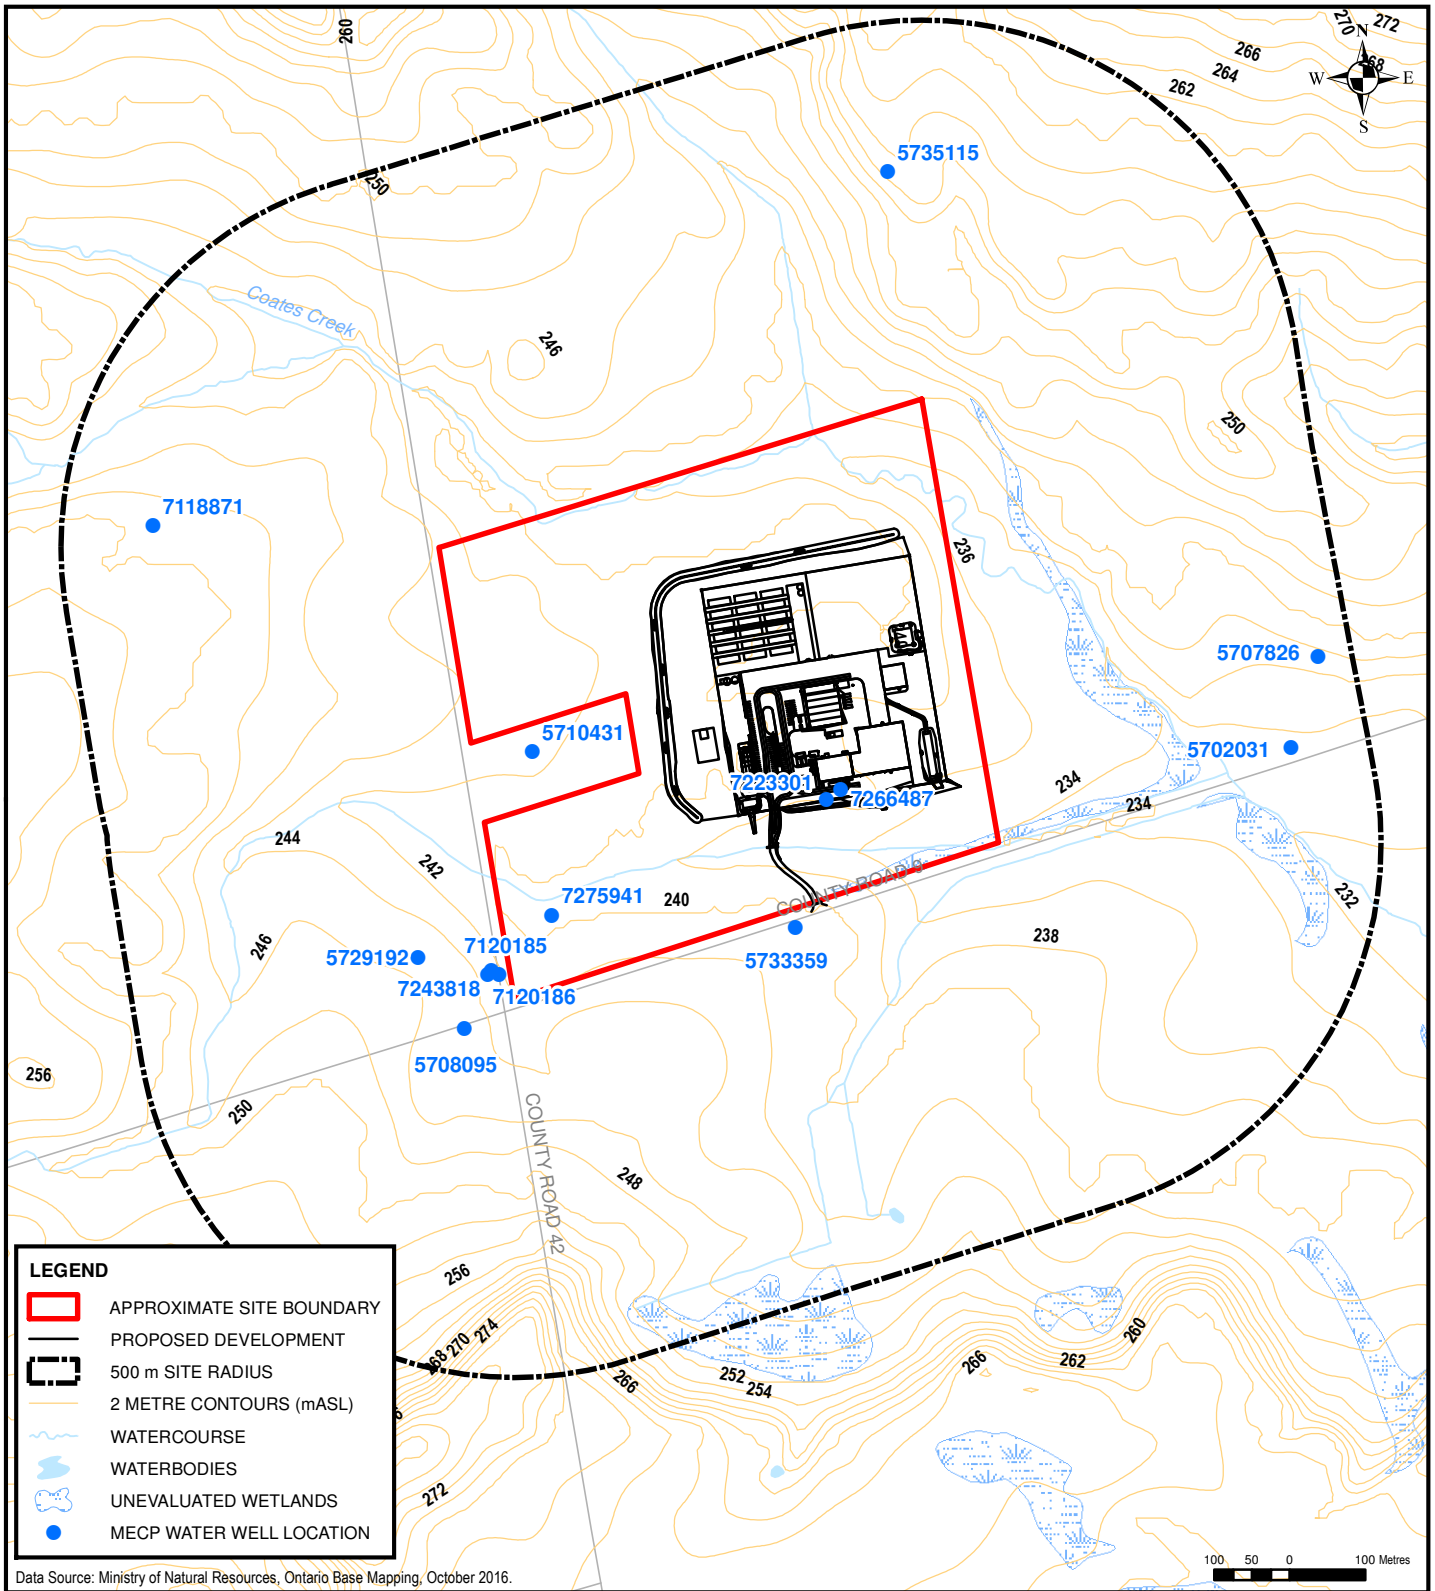 260
270
272
N
266
268
264
W
E
262
S
5735115
250
Coates Creek
246
250
7118871
236
5707826
5710431
5702031
7223301
234
7266487
234
244
242
COUNTY ROAD 9
232
7275941
240
238
246
7120185
5729192
5733359
7243818
7120186
5708095
256
250
COUNTY ROAD 42
248
256
274
270
268
260
266
266
262
252
254
272
LEGEND
APPROXIMATE SITE BOUNDARY
PROPOSED DEVELOPMENT
500 m SITE RADIUS
2 METRE CONTOURS (mASL)
WATERCOURSE
WATERBODIES
UNEVALUATED WETLANDS
MECP WATER WELL LOCATION
100 50 0 100 Metres
Data Source: Ministry of Natural Resources, Ontario Base Mapping, October 2016.